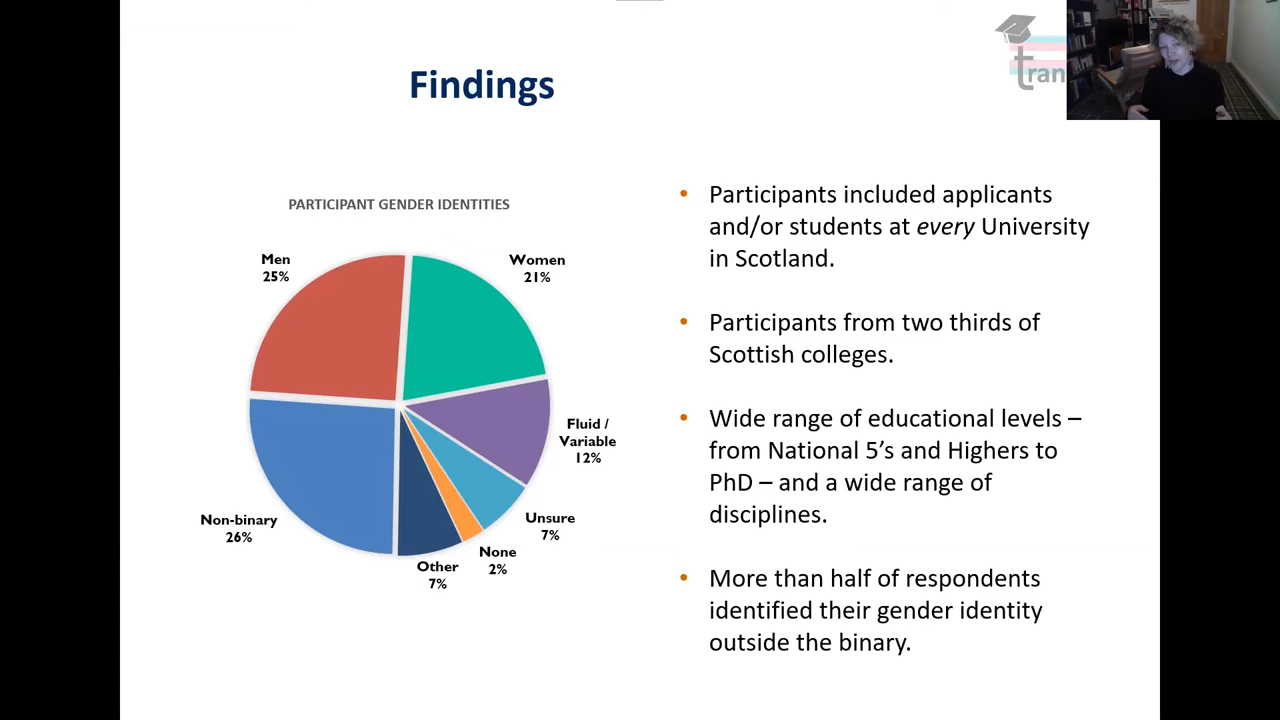 tran
Findings
PARTICIPANT GENDER IDENTITIES
Men
25%
Women
21%
Fluid /
Variable
12%
Unsure
7%
None
2%
Other
7%
Non-binary
26%
• Participants included applicants
and/or students at every University
in Scotland.
• Participants from two thirds of
Scottish colleges.
• Wide range of educational levels –
from National 5’s and Highers to
PhD – and a wide range of
disciplines.
• More than half of respondents
identified their gender identity
outside the binary.